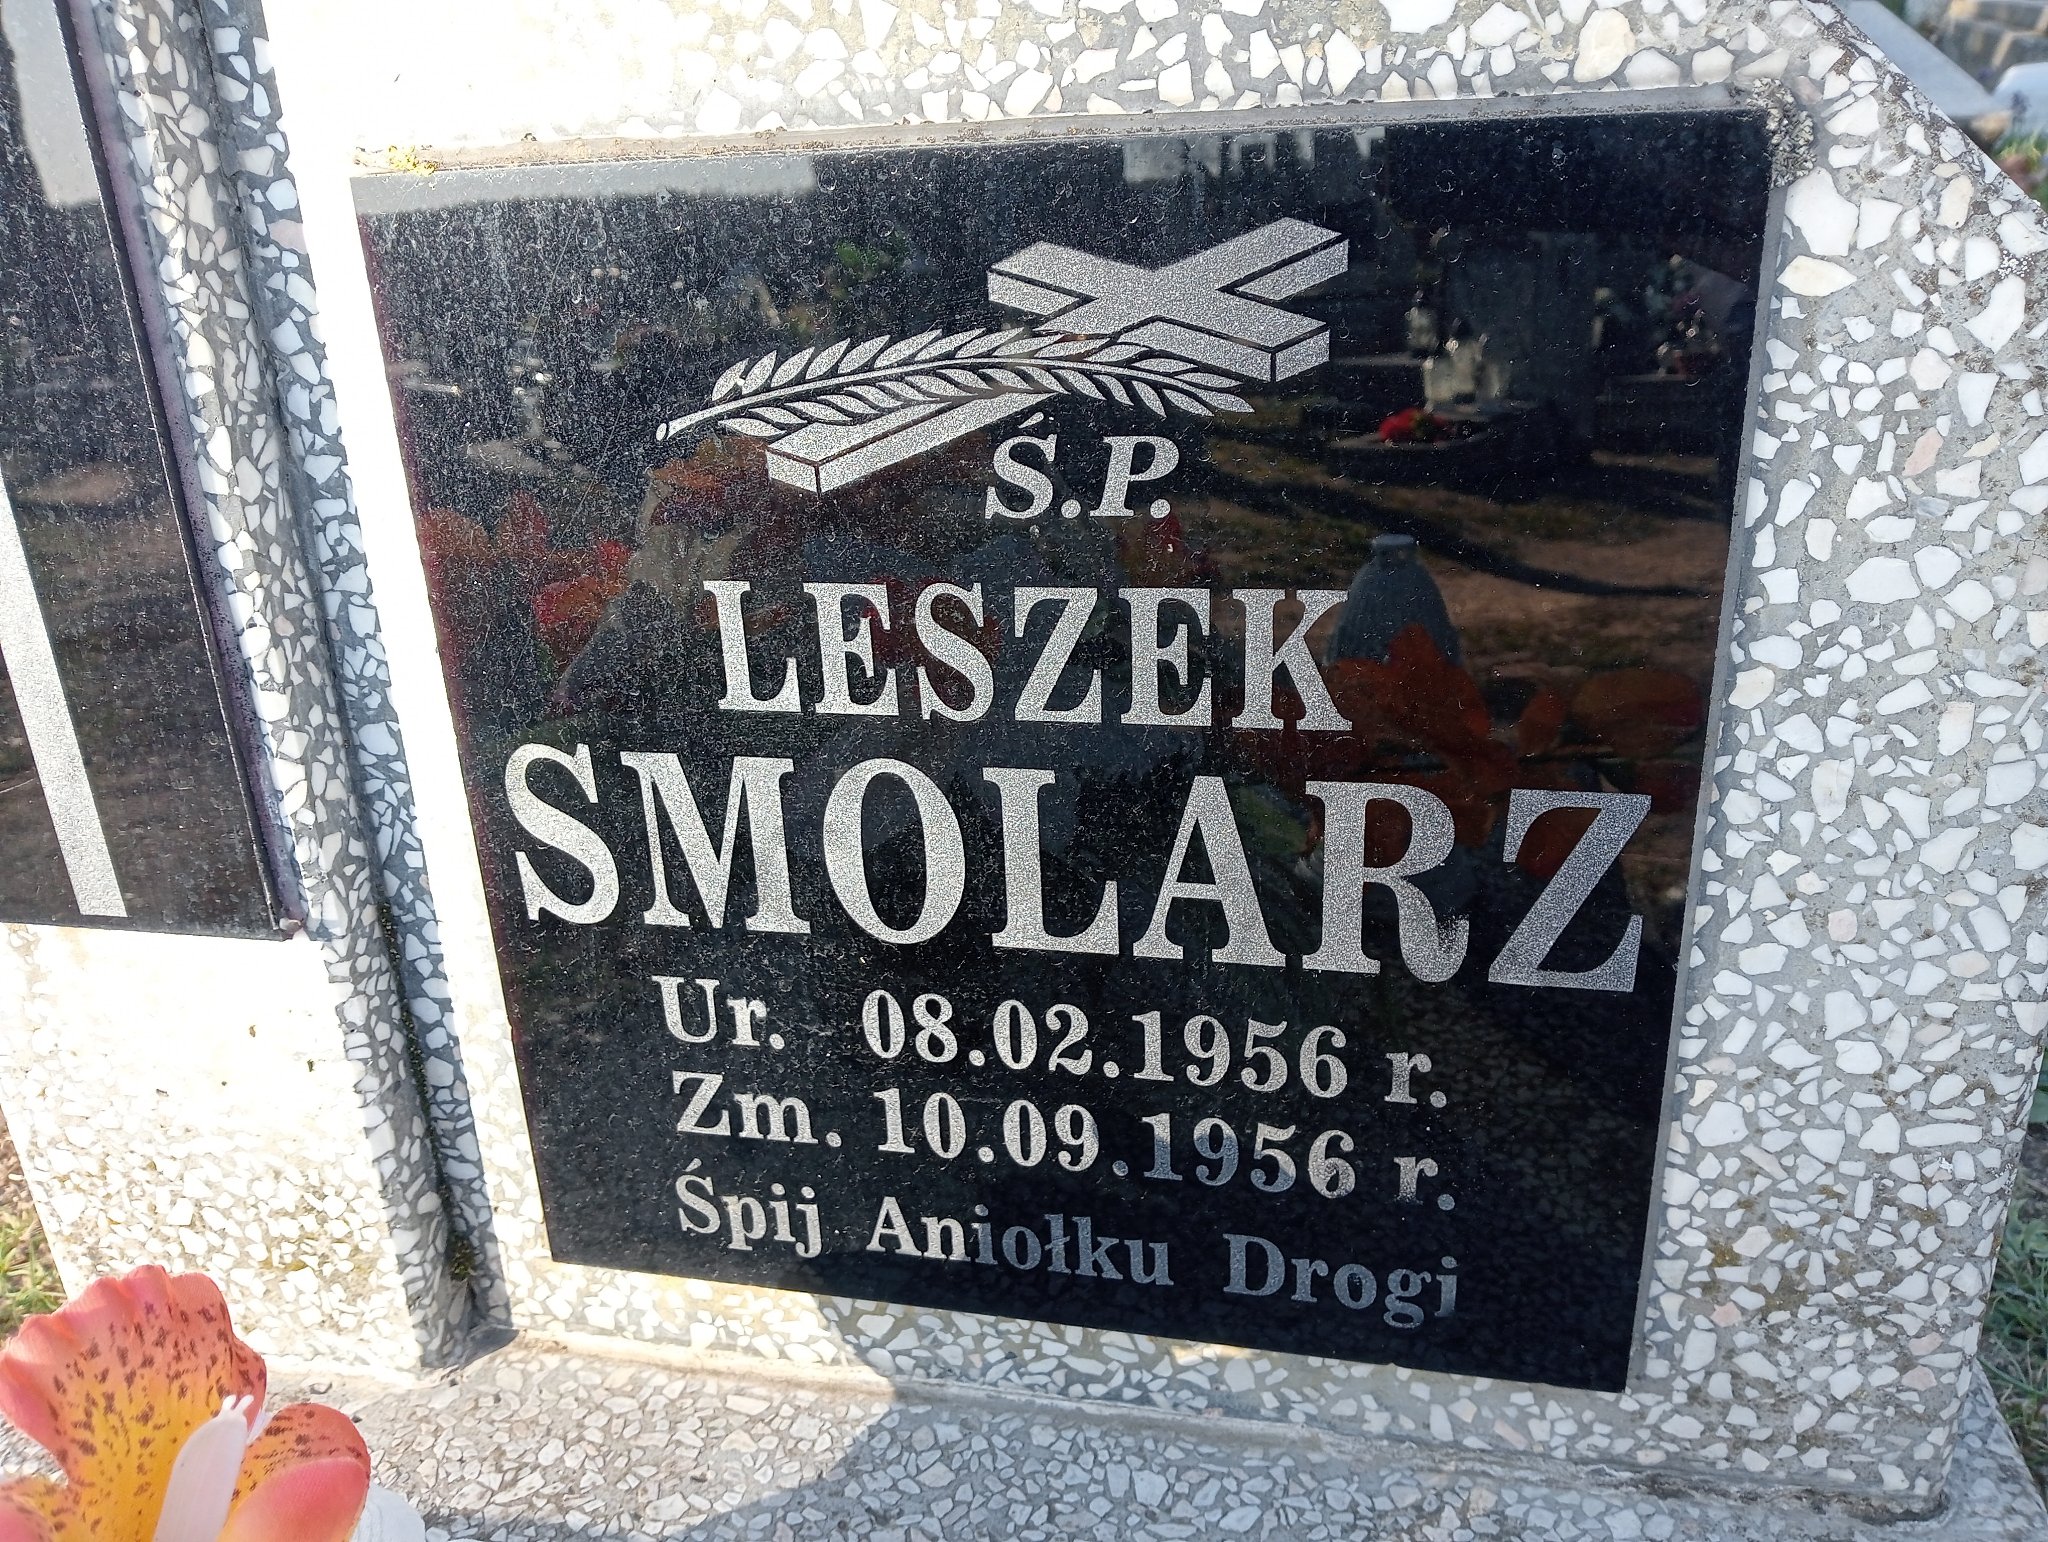 Ś.P.
LESZEK
SMOLARZ
Ur. 08.02.1956 r.
Zm. 10.09.1956 r.
Śpij Aniołku Drogi